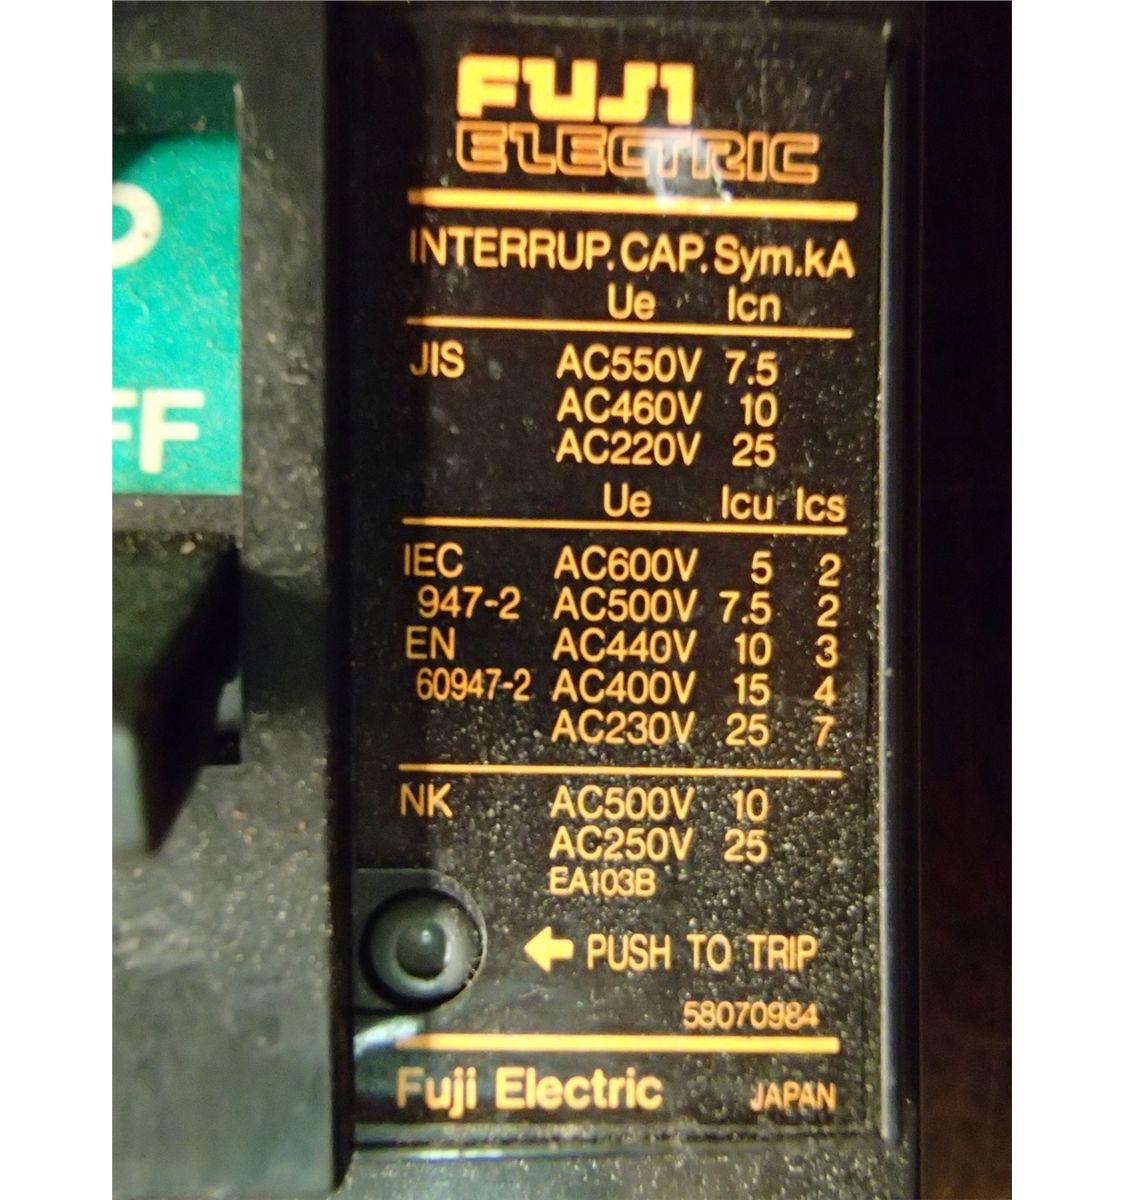 FUJI
ELECTRIC
INTERRUP. CAP. Sym.kA
Ue Icn
JIS AC550V 7.5
AC460V 10
AC220V 25
Ue Icu Ics
IEC AC600V 5 2
947-2 AC500V 7.5 2
EN AC440V 10 3
60947-2 AC400V 15 4
AC230V 25 7
NK AC500V 10
AC250V 25
EA103B
PUSH TO TRIP
58070984
Fuji Electric JAPAN